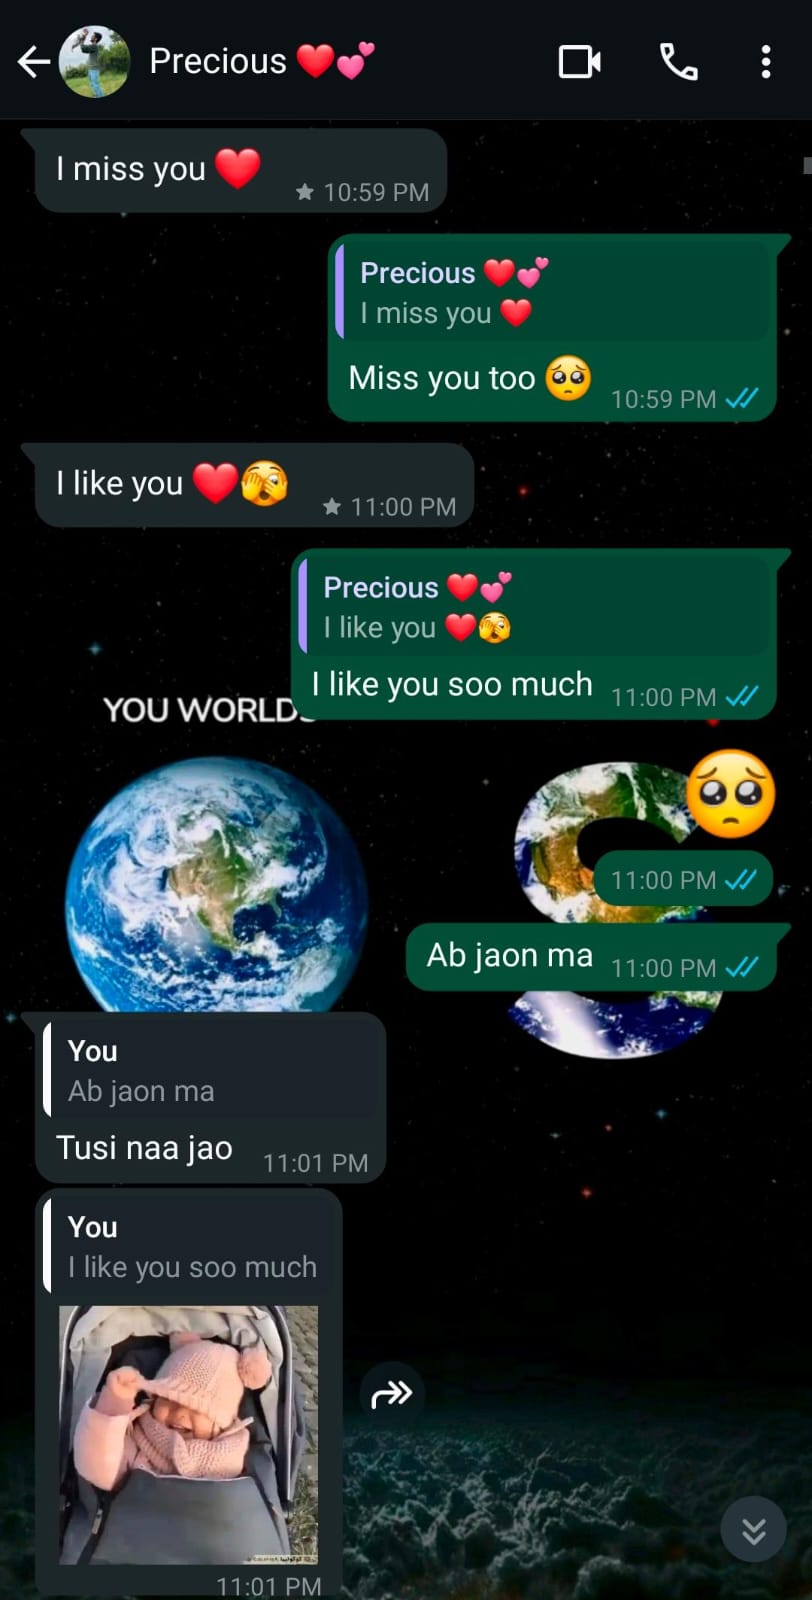 Precious ❤️💕
I miss you ❤️
★ 10:59 PM
Precious ❤️💕
I miss you ❤️
Miss you too 🥺
10:59 PM
I like you ❤️🫣
★ 11:00 PM
Precious ❤️💕
I like you ❤️🫣
I like you soo much
11:00 PM
YOU WORLD
🥺
11:00 PM
Ab jaon ma
11:00 PM
You
Ab jaon ma
Tusi naa jao
11:01 PM
You
I like you soo much
11:01 PM